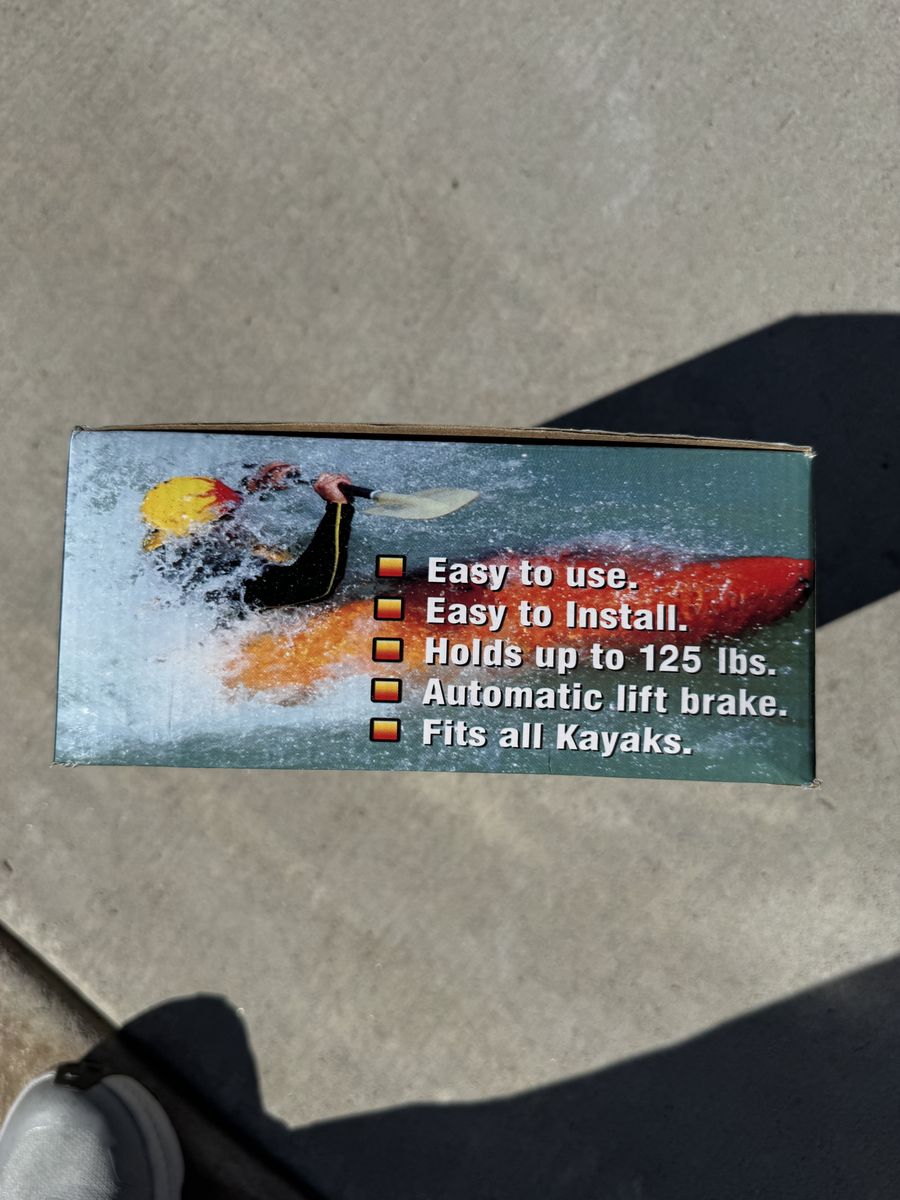 Easy to use.
Easy to Install.
Holds up to 125 lbs.
Automatic lift brake.
Fits all Kayaks.